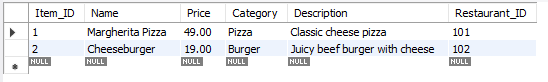 Item_ID Name Price Category Description Restaurant_ID
1 Margherita Pizza 49.00 Pizza Classic cheese pizza 101
2 Cheeseburger 19.00 Burger Juicy beef burger with cheese 102
NULL NULL NULL NULL NULL NULL